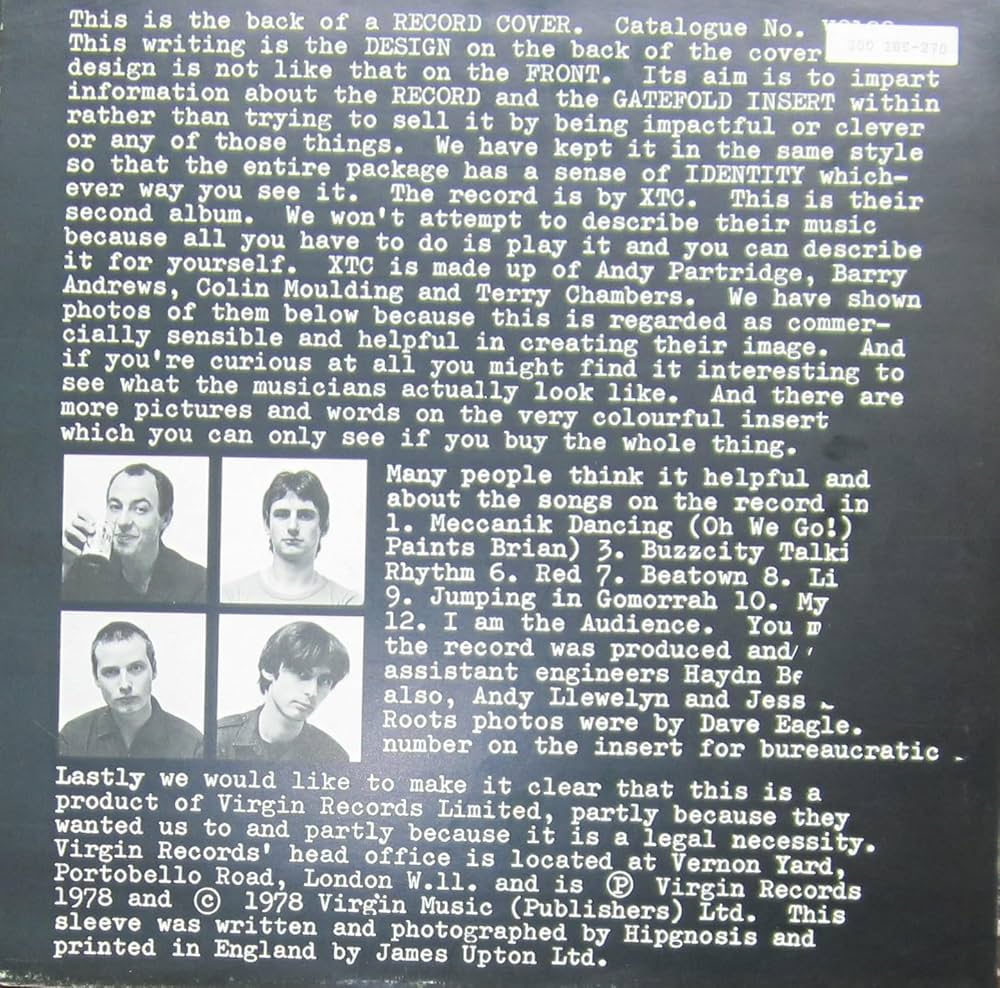 This is the back of a RECORD COVER.  Catalogue No.
This writing is the DESIGN on the back of the cover
design is not like that on the FRONT.  Its aim is to impart
information about the RECORD and the GATEFOLD INSERT within
rather than trying to sell it by being impactful or clever
or any of those things.  We have kept it in the same style
so that the entire package has a sense of IDENTITY which-
ever way you see it.  The record is by XTC.  This is their
second album.  We won't attempt to describe their music
because all you have to do is play it and you can describe
it for yourself.  XTC is made up of Andy Partridge, Barry
Andrews, Colin Moulding and Terry Chambers.  We have shown
photos of them below because this is regarded as commer-
cially sensible and helpful in creating their image.  And
if you're curious at all you might find it interesting to
see what the musicians actually look like.  And there are
more pictures and words on the very colourful insert
which you can only see if you buy the whole thing.
Many people think it helpful and
about the songs on the record in
1. Meccanik Dancing (Oh We Go!)
Paints Brian) 3. Buzzcity Talki
Rhythm 6. Red 7. Beatown 8. Li
9. Jumping in Gomorrah 10. My
12. I am the Audience.  You m
the record was produced and
assistant engineers Haydn Be
also, Andy Llewelyn and Jess
Roots photos were by Dave Eagle.
number on the insert for bureaucratic
Lastly we would like to make it clear that this is a
product of Virgin Records Limited, partly because they
wanted us to and partly because it is a legal necessity.
Virgin Records' head office is located at Vernon Yard,
Portobello Road, London W.11. and is Ⓟ Virgin Records
1978 and © 1978 Virgin Music (Publishers) Ltd.  This
sleeve was written and photographed by Hipgnosis and
printed in England by James Upton Ltd.